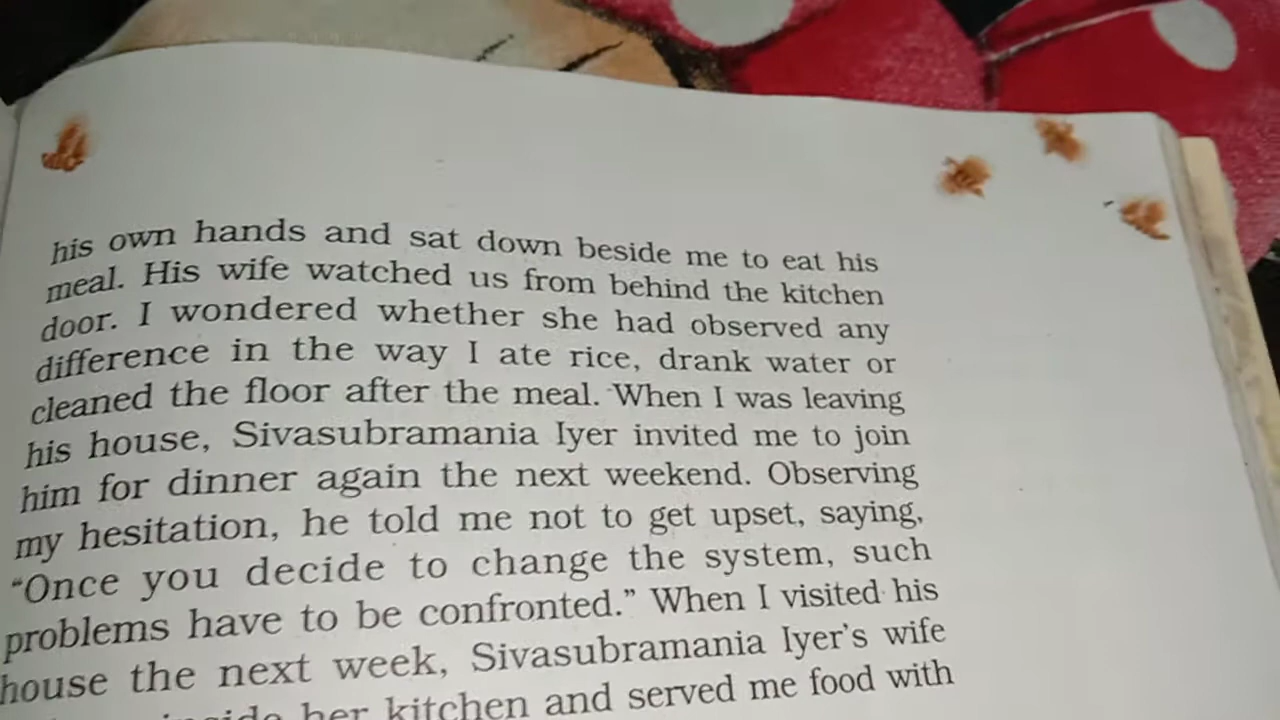 his own hands and sat down beside me to eat his
meal. His wife watched us from behind the kitchen
door. I wondered whether she had observed any
difference in the way I ate rice, drank water or
cleaned the floor after the meal. When I was leaving
his house, Sivasubramania Iyer invited me to join
him for dinner again the next weekend. Observing
my hesitation, he told me not to get upset, saying,
“Once you decide to change the system, such
problems have to be confronted.” When I visited his
house the next week, Sivasubramania Iyer’s wife
inside her kitchen and served me food with